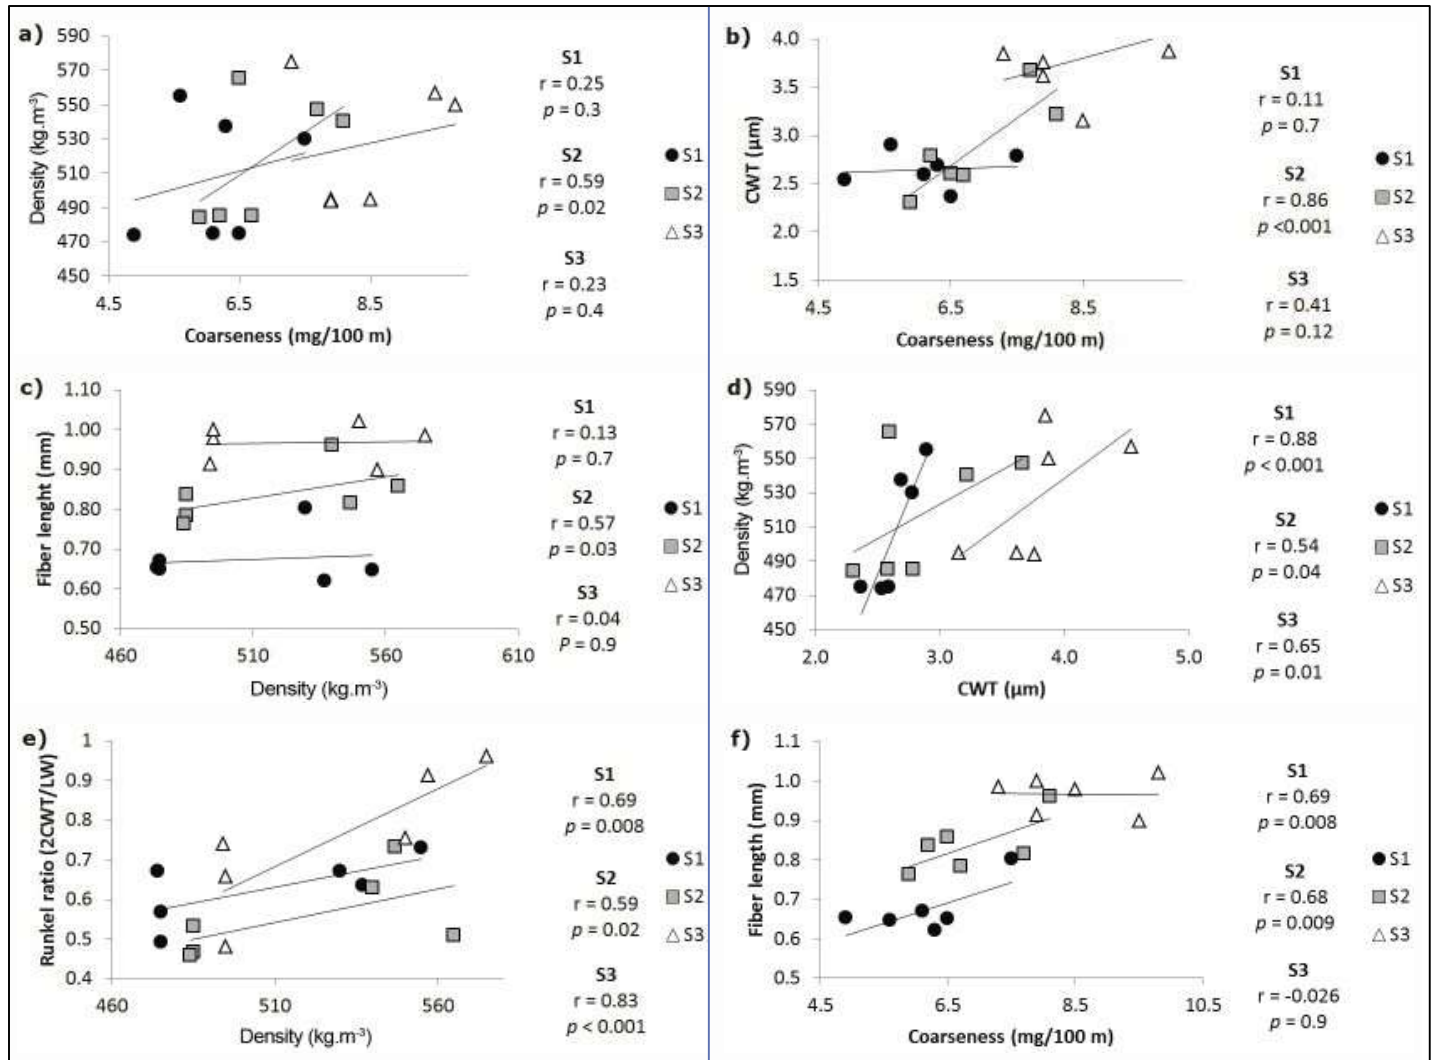 a)
590
570
550
530
510
490
470
450
Density (kg.m⁻³)
4.5 6.5 8.5
Coarseness (mg/100 m)
S1
r = 0.25
p = 0.3
S2
r = 0.59
p = 0.02
S3
r = 0.23
p = 0.4
S1
S2
S3
b)
4.0
3.5
3.0
2.5
2.0
1.5
CWT (µm)
4.5 6.5 8.5
Coarseness (mg/100 m)
S1
r = 0.11
p = 0.7
S2
r = 0.86
p <0.001
S3
r = 0.41
p = 0.12
S1
S2
S3
c)
1.10
1.00
0.90
0.80
0.70
0.60
0.50
Fiber lenght (mm)
460 510 560 610
Density (kg.m⁻³)
S1
r = 0.13
p = 0.7
S2
r = 0.57
p = 0.03
S3
r = 0.04
P = 0.9
S1
S2
S3
d)
590
570
550
530
510
490
470
450
Density (kg.m⁻³)
2.0 3.0 4.0 5.0
CWT (µm)
S1
r = 0.88
p < 0.001
S2
r = 0.54
p = 0.04
S3
r = 0.65
p = 0.01
S1
S2
S3
e)
1
0.9
0.8
0.7
0.6
0.5
0.4
Runkel ratio (2CWT/LW)
460 510 560
Density (kg.m⁻³)
S1
r = 0.69
p = 0.008
S2
r = 0.59
p = 0.02
S3
r = 0.83
p < 0.001
S1
S2
S3
f)
1.1
1.0
0.9
0.8
0.7
0.6
0.5
Fiber length (mm)
4.5 6.5 8.5 10.5
Coarseness (mg/100 m)
S1
r = 0.69
p = 0.008
S2
r = 0.68
p = 0.009
S3
r = -0.026
p = 0.9
S1
S2
S3